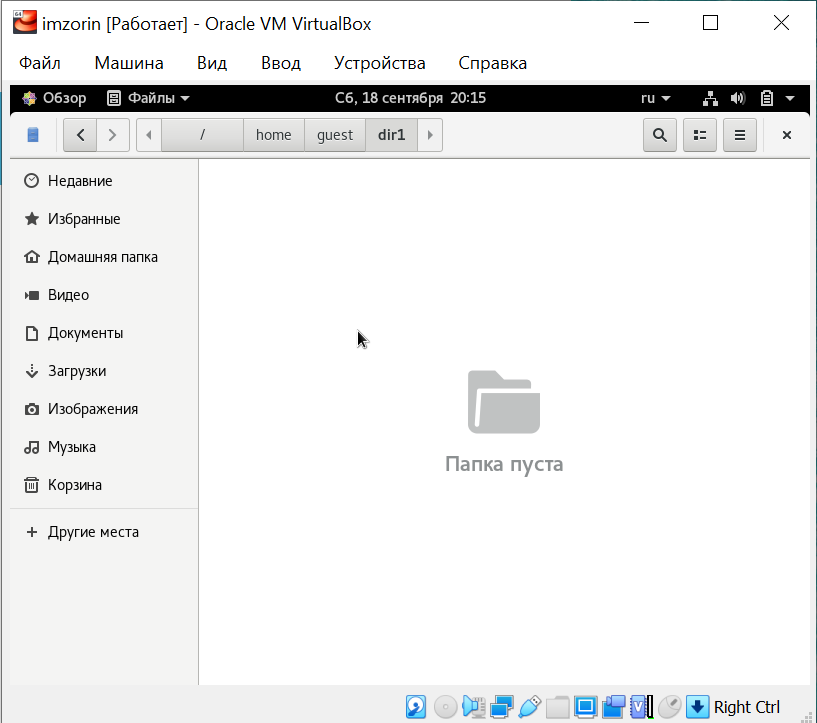 imzorin [Работает] - Oracle VM VirtualBox
Файл Машина Вид Ввод Устройства Справка
Обзор Файлы Сб, 18 сентября 20:15 ru
/ home guest dir1
Недавние
Избранные
Домашняя папка
Видео
Документы
Загрузки
Изображения
Музыка
Корзина
Другие места
Папка пуста
Right Ctrl